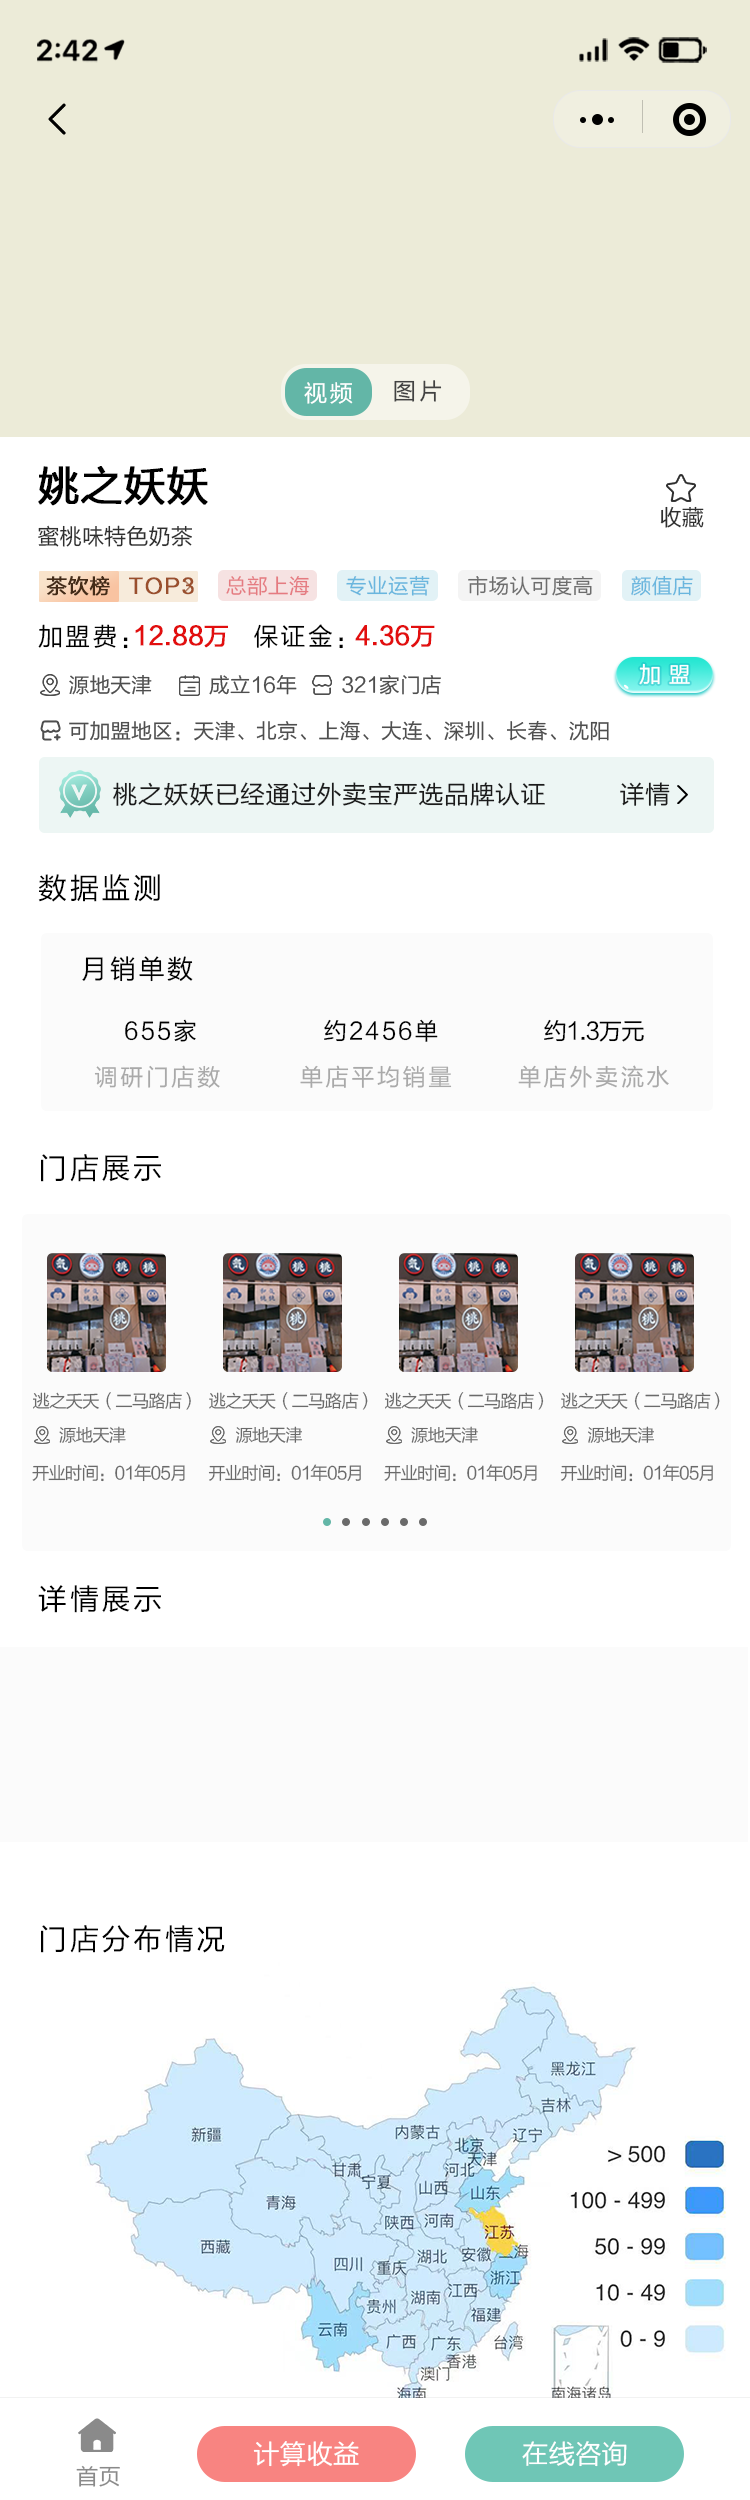 2:42
视频 图片
姚之妖妖
收藏
蜜桃味特色奶茶
茶饮榜 TOP3 总部上海 专业运营 市场认可度高 颜值店
加盟费:12.88万 保证金: 4.36万
源地天津 成立16年 321家门店
加盟
可加盟地区：天津、北京、上海、大连、深圳、长春、沈阳
桃之妖妖已经通过外卖宝严选品牌认证 详情
数据监测
月销单数
655家 约2456单 约1.3万元
调研门店数 单店平均销量 单店外卖流水
门店展示
逃之夭夭（二马路店） 逃之夭夭（二马路店） 逃之夭夭（二马路店） 逃之夭夭（二马路店）
源地天津 源地天津 源地天津 源地天津
开业时间：01年05月 开业时间：01年05月 开业时间：01年05月 开业时间：01年05月
详情展示
门店分布情况
黑龙江
吉林
新疆 内蒙古 辽宁
北京
天津
甘肃 河北
宁夏 山西 山东
青海
陕西 河南 江苏
西藏
四川 重庆 湖北 安徽 上海
浙江
贵州 湖南 江西
云南 福建
广西 广东 台湾
香港
澳门
海南 南海诸岛
> 500
100 - 499
50 - 99
10 - 49
0 - 9
首页 计算收益 在线咨询